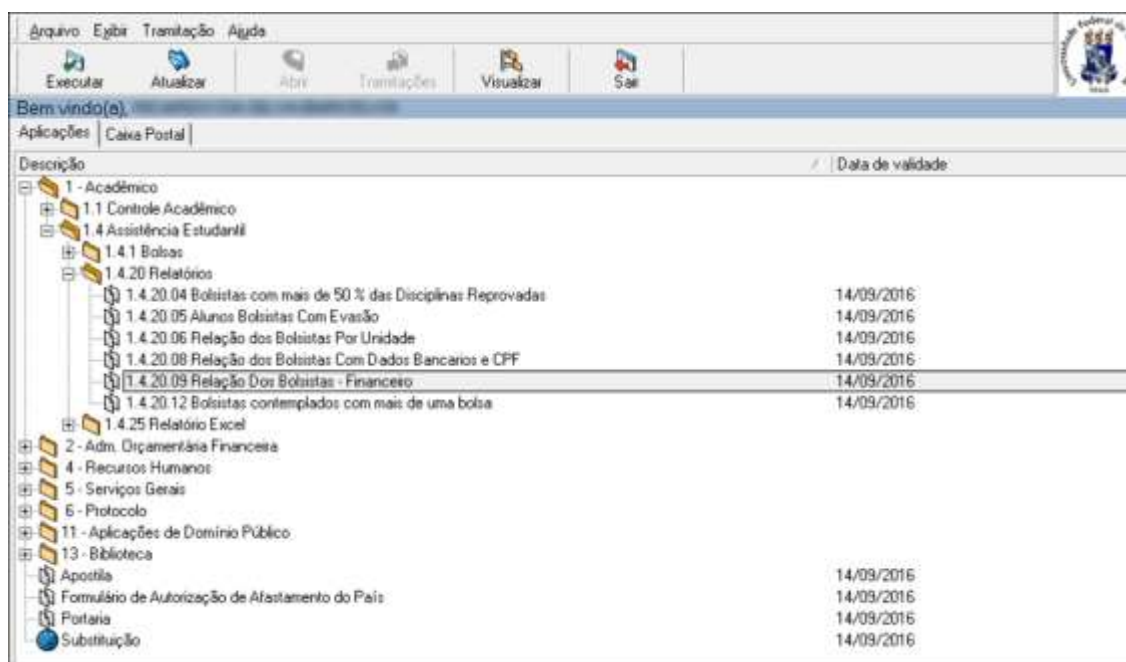 Arquivo Exibir Tramitação Ajuda
Executar Atualizar Abrir Tramitações Visualizar Sair
Bem vindo(a),
Aplicações Caixa Postal
Descrição Data de validade
1 - Acadêmico
1.1 Controle Acadêmico
1.4 Assistência Estudantil
1.4.1 Bolsas
1.4.20 Relatórios
1.4.20.04 Bolsistas com mais de 50 % das Disciplinas Reprovadas 14/09/2016
1.4.20.05 Alunos Bolsistas Com Evasão 14/09/2016
1.4.20.06 Relação dos Bolsistas Por Unidade 14/09/2016
1.4.20.08 Relação dos Bolsistas Com Dados Bancarios e CPF 14/09/2016
1.4.20.09 Relação Dos Bolsistas - Financeiro 14/09/2016
1.4.20.12 Bolsistas contemplados com mais de uma bolsa 14/09/2016
1.4.25 Relatório Excel
2 - Adm. Orçamentária Financeira
4 - Recursos Humanos
5 - Serviços Gerais
6 - Protocolo
11 - Aplicações de Domínio Público
13 - Biblioteca
Apostila 14/09/2016
Formulário de Autorização de Afastamento do País 14/09/2016
Portaria 14/09/2016
Substituição 14/09/2016